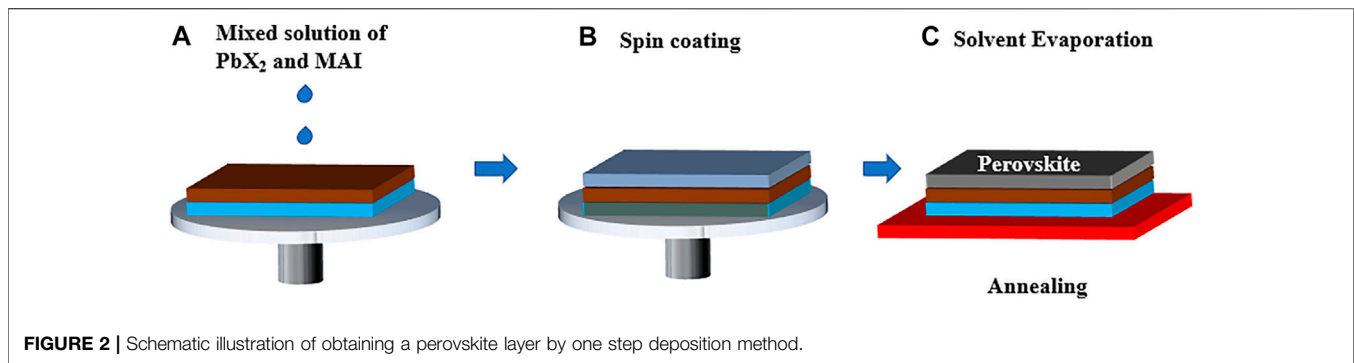 A
Mixed solution of
PbX₂ and MAI
B
Spin coating
C
Solvent Evaporation
Perovskite
Annealing
FIGURE 2 | Schematic illustration of obtaining a perovskite layer by one step deposition method.